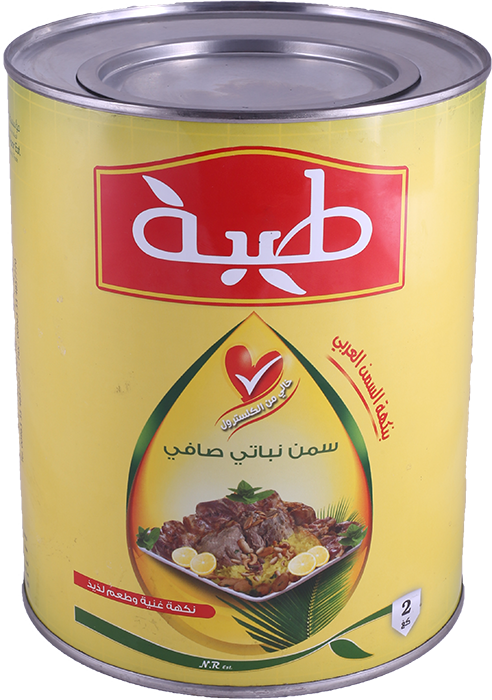 طيبة
بنكهة السمن العربي
خالي من الكلسترول
سمن نباتي صافي
نكهة غنية وطعم لذيذ
2
كغ
N.R Est.